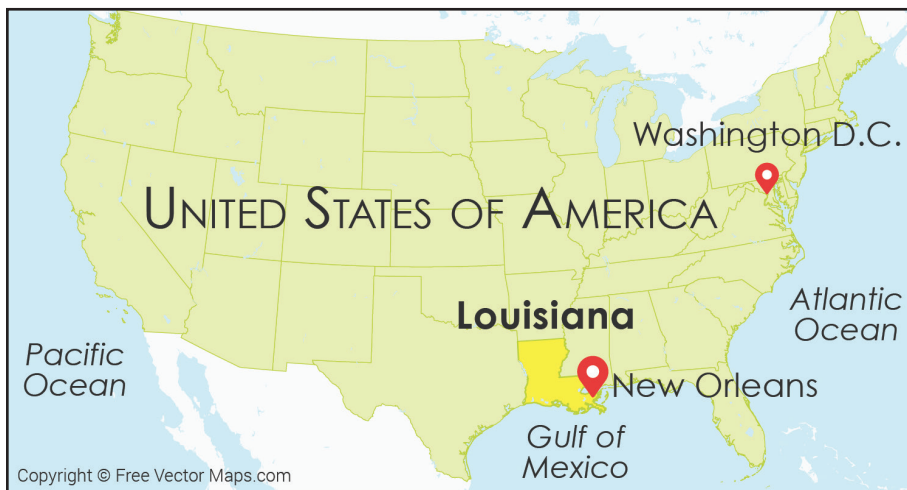 Washington D.C.
UNITED STATES OF AMERICA
Louisiana
Atlantic
Ocean
Pacific
Ocean
New Orleans
Gulf of
Mexico
Copyright © Free Vector Maps.com